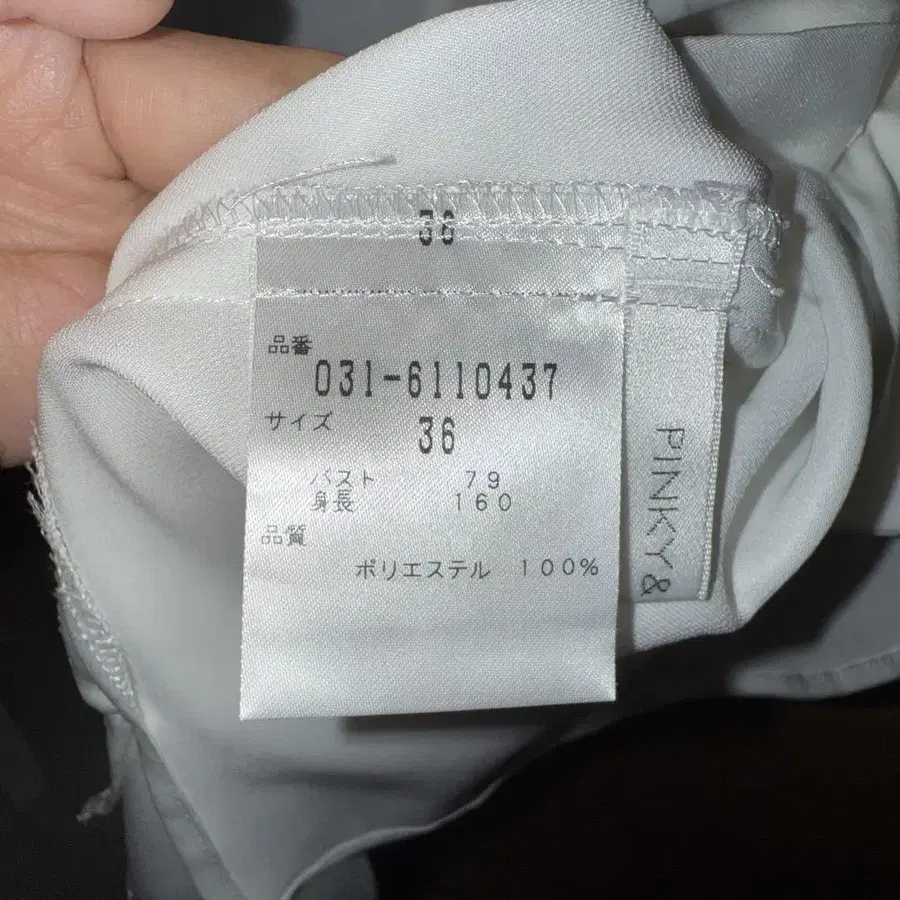 36
品番
031-6110437
サイズ
36
バスト 79
身長 160
品質
ポリエステル 100%
PINKY &